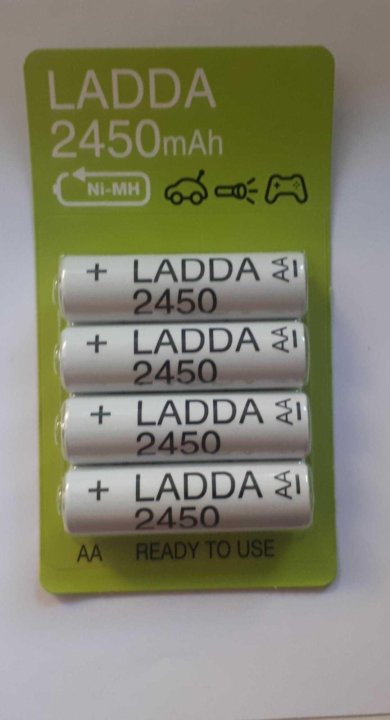 LADDA
2450mAh
Ni-MH
+ LADDA AA
2450
+ LADDA AA
2450
+ LADDA AA
2450
+ LADDA AA
2450
AA READY TO USE